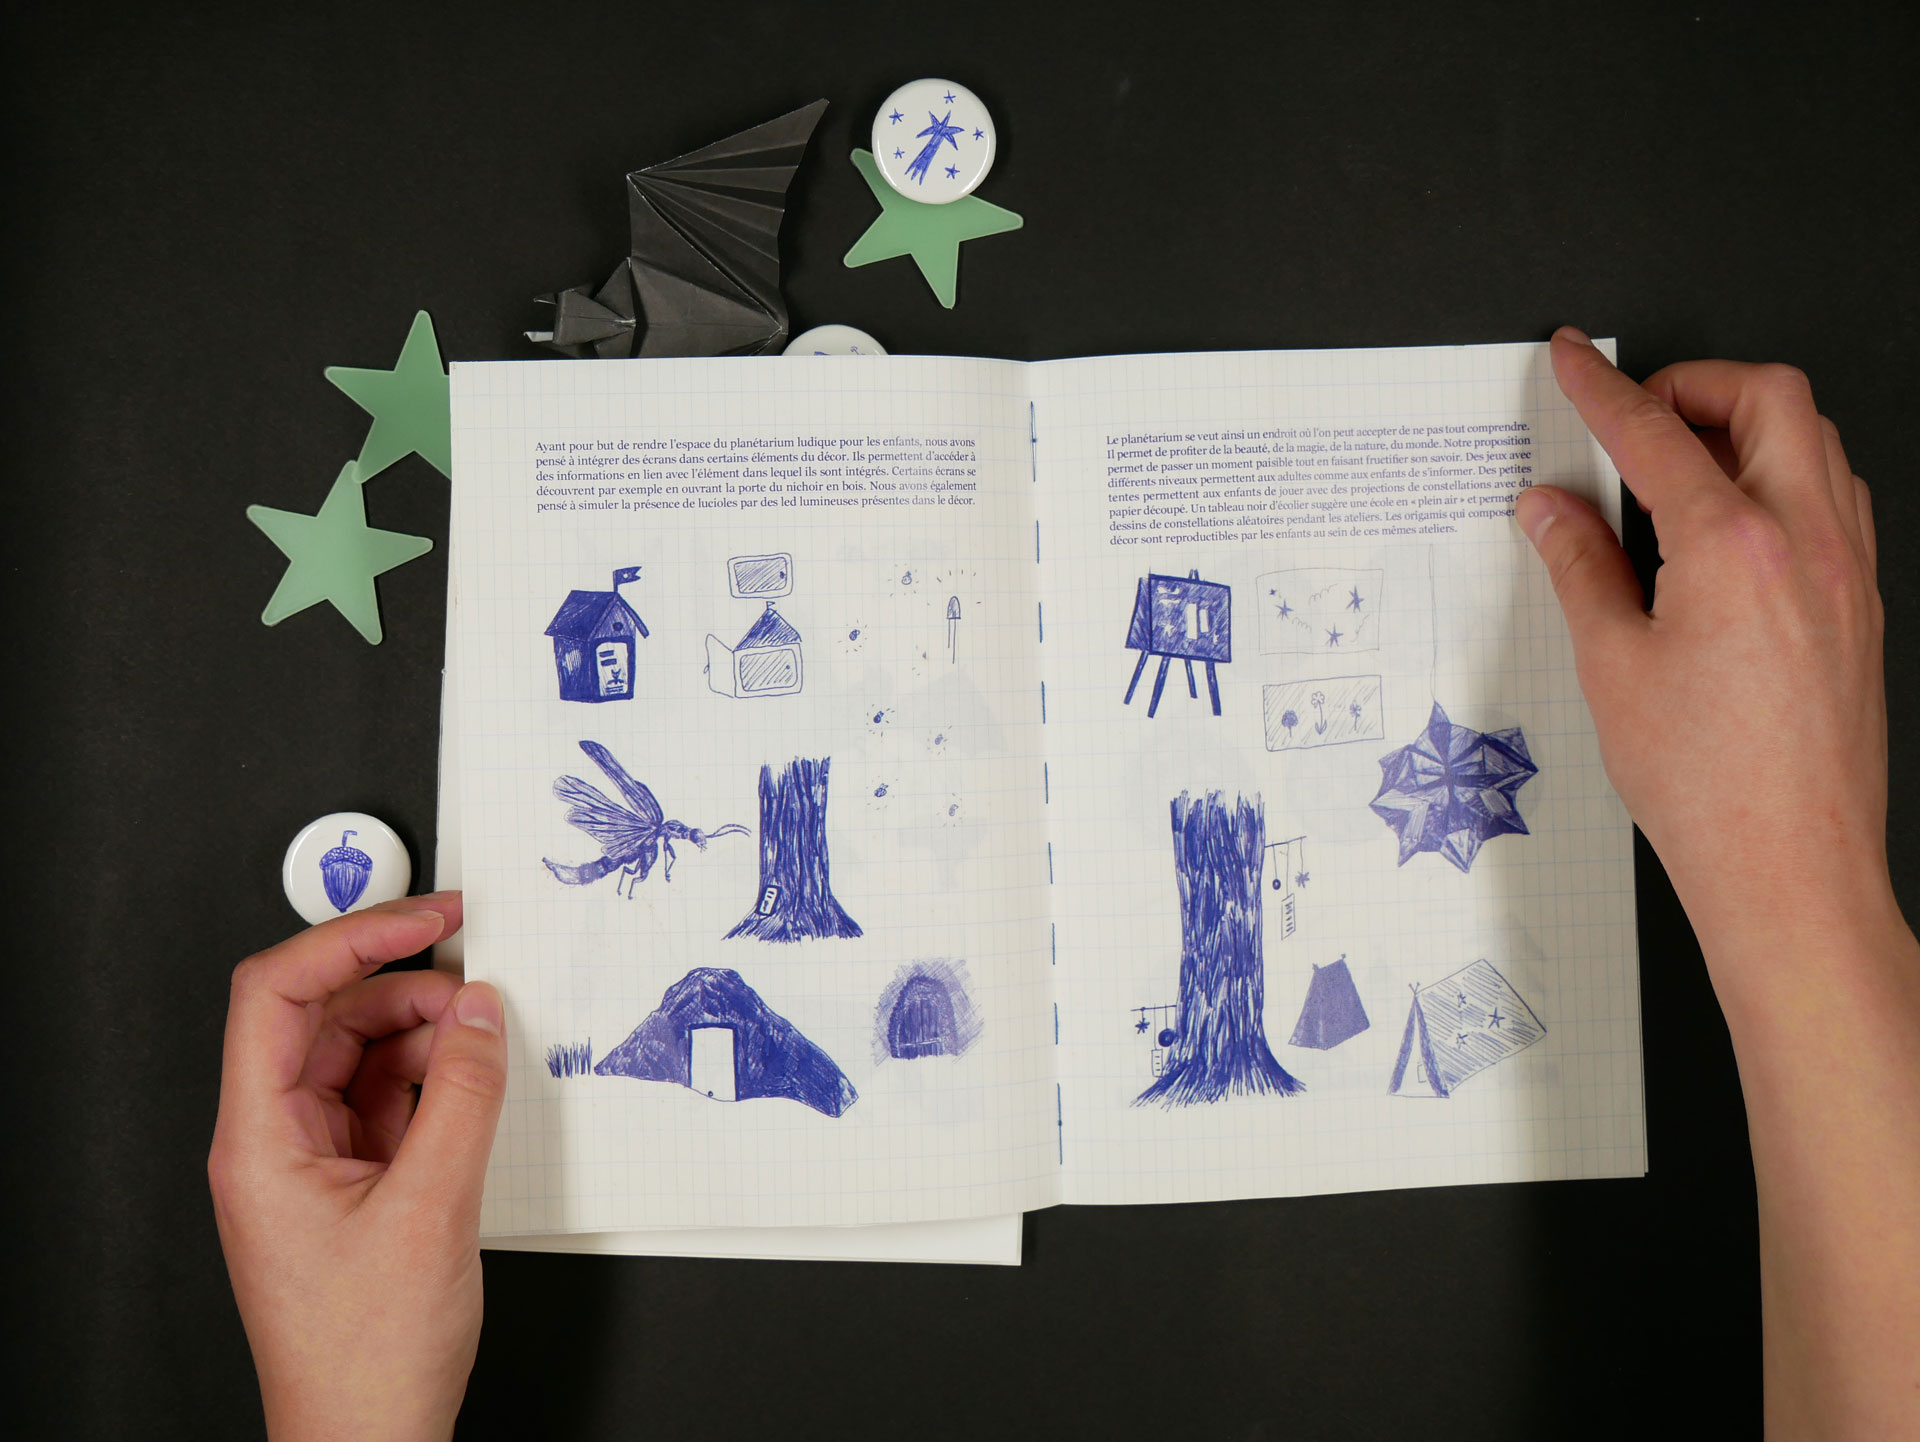 Ayant pour but de rendre l'espace du planétarium ludique pour les enfants, nous avons
pensé à intégrer des écrans dans certains éléments du décor. Ils permettent d'accéder à
des informations en lien avec l'élément dans lequel ils sont intégrés. Certains écrans se
découvrent par exemple en ouvrant la porte du nichoir en bois. Nous avons également
pensé à simuler la présence de lucioles par des led lumineuses présentes dans le décor.
Le planétarium se veut ainsi un endroit où l'on peut accepter de ne pas tout comprendre.
Il permet de profiter de la beauté, de la magie, de la nature, du monde. Notre proposition
permet de passer un moment paisible tout en faisant fructifier son savoir. Des jeux avec
différents niveaux permettent aux adultes comme aux enfants de s'informer. Des petites
tentes permettent aux enfants de jouer avec des projections de constellations avec du
papier découpé. Un tableau noir d'écolier suggère une école en « plein air » et permet
dessins de constellations aléatoires pendant les ateliers. Les origamis qui
décor sont reproductibles par les enfants au sein de ces mêmes ateliers.